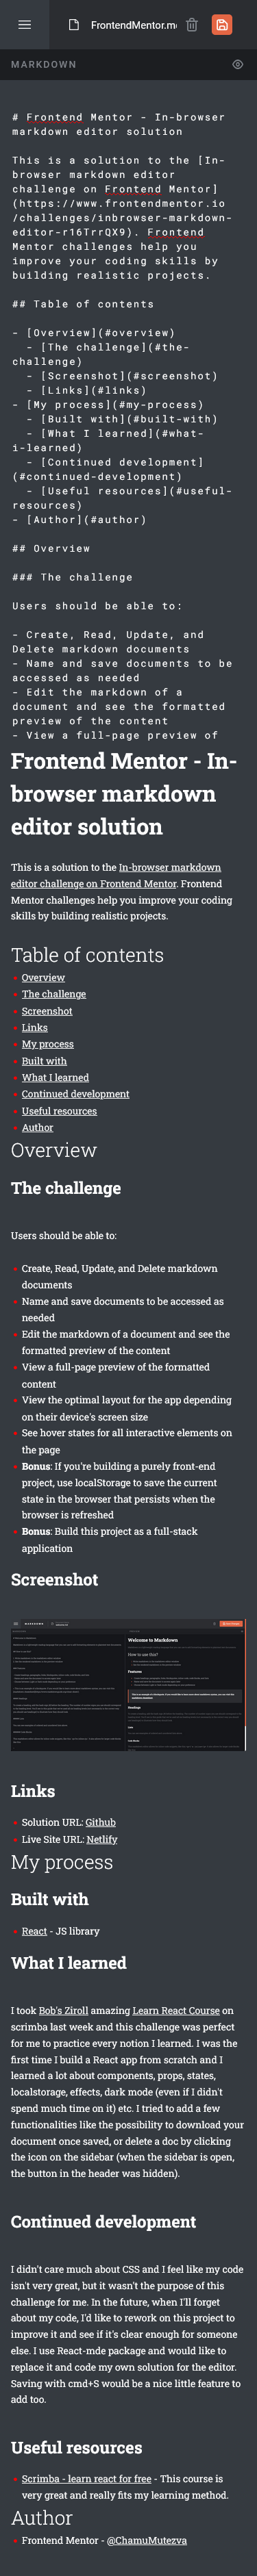 FrontendMentor.m
MARKDOWN
# Frontend Mentor - In-browser
markdown editor solution
This is a solution to the [In-
browser markdown editor
challenge on Frontend Mentor]
(https://www.frontendmentor.io
/challenges/inbrowser-markdown-
editor-r16TrrQX9). Frontend
Mentor challenges help you
improve your coding skills by
building realistic projects.
## Table of contents
- [Overview](#overview)
- [The challenge](#the-
challenge)
- [Screenshot](#screenshot)
- [Links](#links)
- [My process](#my-process)
- [Built with](#built-with)
- [What I learned](#what-
i-learned)
- [Continued development]
(#continued-development)
- [Useful resources](#useful-
resources)
- [Author](#author)
## Overview
### The challenge
Users should be able to:
- Create, Read, Update, and
Delete markdown documents
- Name and save documents to be
accessed as needed
- Edit the markdown of a
document and see the formatted
preview of the content
- View a full-page preview of
Frontend Mentor - In-
browser markdown
editor solution
This is a solution to the In-browser markdown
editor challenge on Frontend Mentor. Frontend
Mentor challenges help you improve your coding
skills by building realistic projects.
Table of contents
Overview
The challenge
Screenshot
Links
My process
Built with
What I learned
Continued development
Useful resources
Author
Overview
The challenge
Users should be able to:
Create, Read, Update, and Delete markdown
documents
Name and save documents to be accessed as
needed
Edit the markdown of a document and see the
formatted preview of the content
View a full-page preview of the formatted
content
View the optimal layout for the app depending
on their device's screen size
See hover states for all interactive elements on
the page
Bonus: If you're building a purely front-end
project, use localStorage to save the current
state in the browser that persists when the
browser is refreshed
Bonus: Build this project as a full-stack
application
Screenshot
Welcome to Markdown
How to use this?
Features
Links
Solution URL: Github
Live Site URL: Netlify
My process
Built with
React - JS library
What I learned
I took Bob's Ziroll amazing Learn React Course on
scrimba last week and this challenge was perfect
for me to practice every notion I learned. I was the
first time I build a React app from scratch and I
learned a lot about components, props, states,
localstorage, effects, dark mode (even if I didn't
spend much time on it) etc. I tried to add a few
functionalities like the possibility to download your
document once saved, or delete a doc by clicking
the icon on the sidebar (when the sidebar is open,
the button in the header was hidden).
Continued development
I didn't care much about CSS and I feel like my code
isn't very great, but it wasn't the purpose of this
challenge for me. In the future, when I'll forget
about my code, I'd like to rework on this project to
improve it and see if it's clear enough for someone
else. I use React-mde package and would like to
replace it and code my own solution for the editor.
Saving with cmd+S would be a nice little feature to
add too.
Useful resources
Scrimba - learn react for free - This course is
very great and really fits my learning method.
Author
Frontend Mentor - @ChamuMutezva